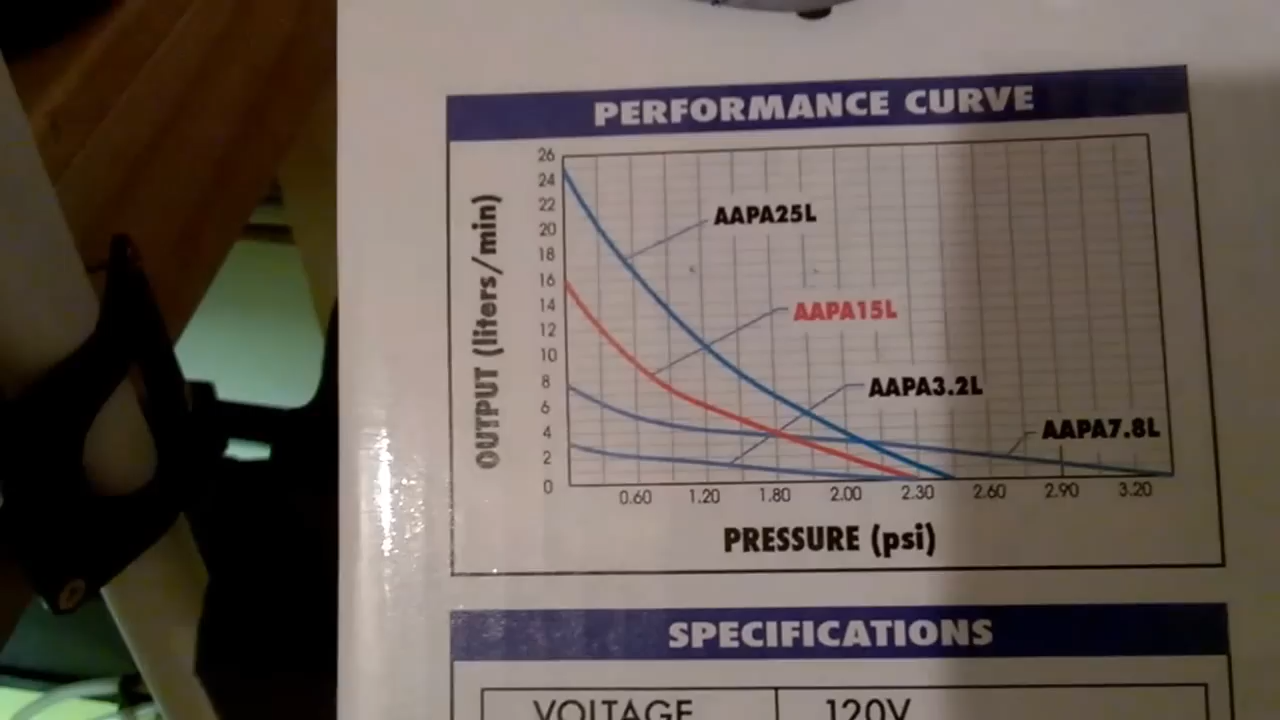 PERFORMANCE CURVE
OUTPUT (liters/min)
26
24
22
20
18
16
14
12
10
8
6
4
2
0
AAPA25L
AAPA15L
AAPA3.2L
AAPA7.8L
0.60 1.20 1.80 2.00 2.30 2.60 2.90 3.20
PRESSURE (psi)
SPECIFICATIONS
VOLTAGE 120V